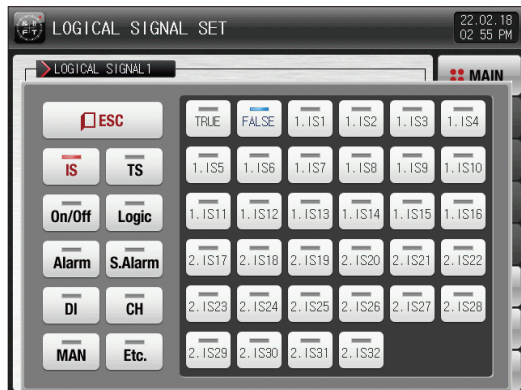 LOGICAL SIGNAL SET
22.02.18
02 55 PM
LOGICAL SIGNAL1
MAIN
ESC
TRUE FALSE 1.IS1 1.IS2 1.IS3 1.IS4
IS TS 1.IS5 1.IS6 1.IS7 1.IS8 1.IS9 1.IS10
On/Off Logic 1.IS11 1.IS12 1.IS13 1.IS14 1.IS15 1.IS16
Alarm S.Alarm 2.IS17 2.IS18 2.IS19 2.IS20 2.IS21 2.IS22
DI CH 2.IS23 2.IS24 2.IS25 2.IS26 2.IS27 2.IS28
MAN Etc. 2.IS29 2.IS30 2.IS31 2.IS32